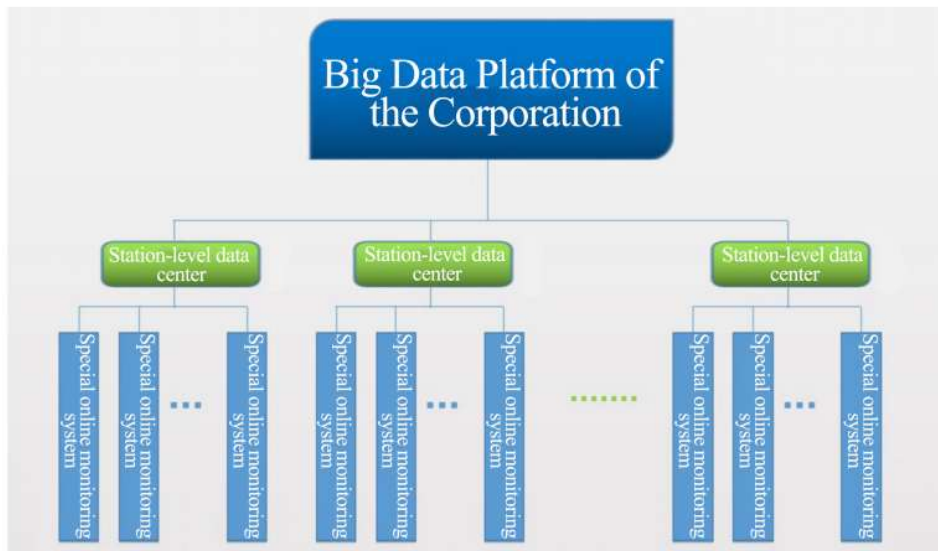 Big Data Platform of
the Corporation
Station-level data
center
Station-level data
center
Station-level data
center
Special online monitoring
system
Special online monitoring
system
Special online monitoring
system
Special online monitoring
system
Special online monitoring
system
Special online monitoring
system
Special online monitoring
system
Special online monitoring
system
Special online monitoring
system